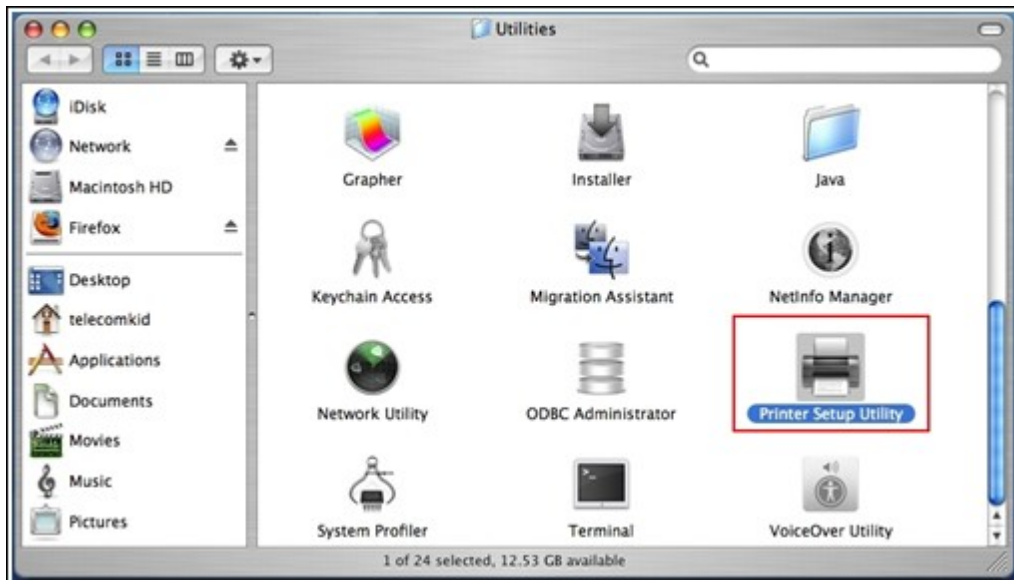 Utilities
iDisk
Network
Macintosh HD
Firefox
Desktop
telecomkid
Applications
Documents
Movies
Music
Pictures
Grapher
Installer
Java
Keychain Access
Migration Assistant
NetInfo Manager
Network Utility
ODBC Administrator
Printer Setup Utility
System Profiler
Terminal
VoiceOver Utility
1 of 24 selected, 12.53 GB available